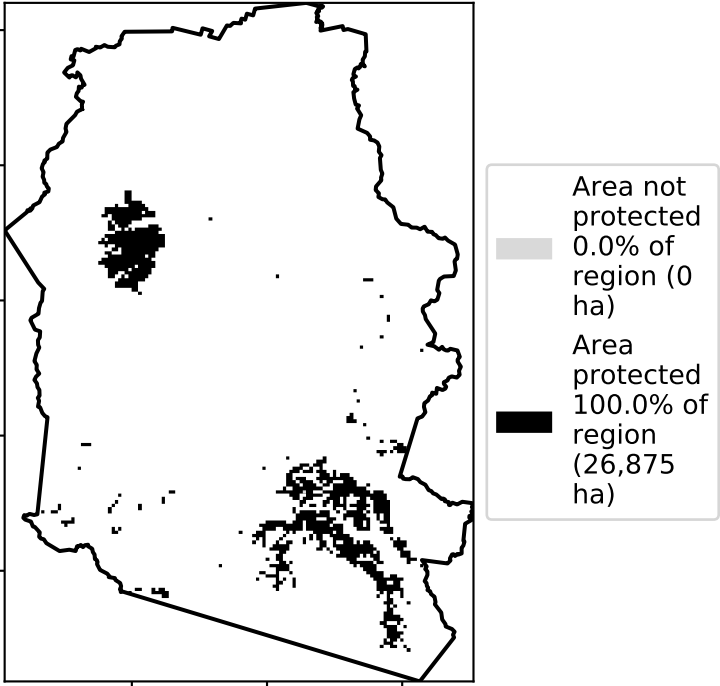 Area not
protected
0.0% of
region (0
ha)
Area
protected
100.0% of
region
(26,875
ha)